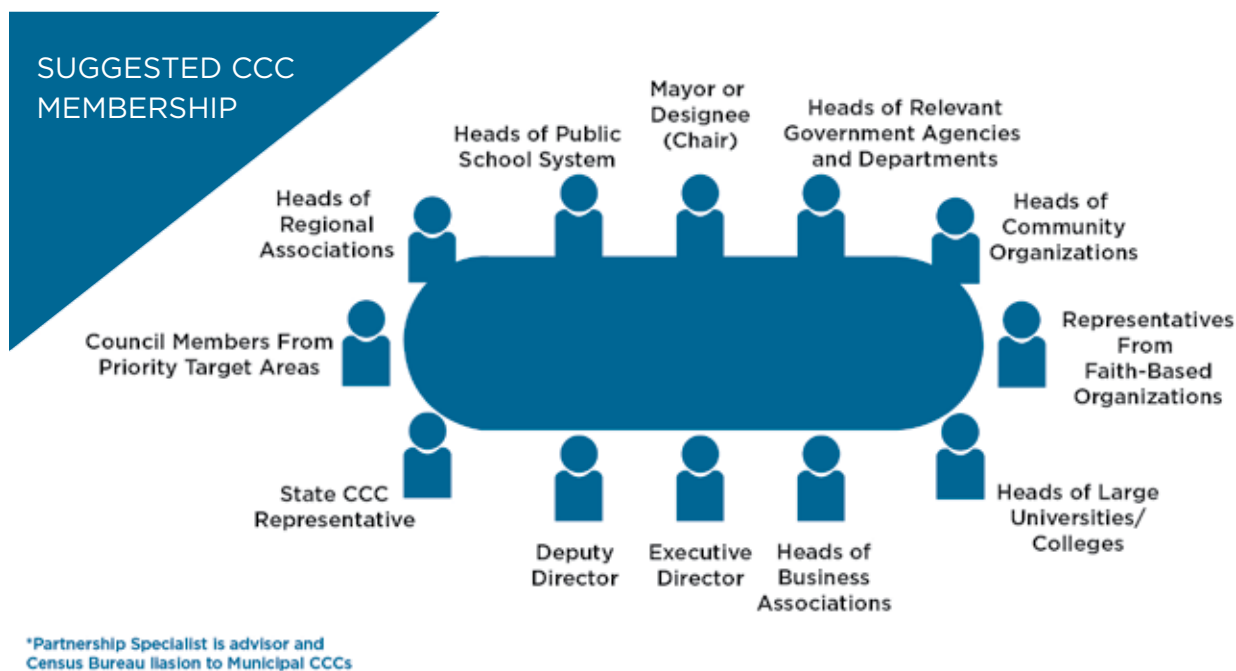 SUGGESTED CCC
MEMBERSHIP
Mayor or
Designee
(Chair)
Heads of Public
School System
Heads of Relevant
Government Agencies
and Departments
Heads of
Regional
Associations
Heads of
Community
Organizations
Council Members From
Priority Target Areas
Representatives
From
Faith-Based
Organizations
State CCC
Representative
Deputy
Director
Executive
Director
Heads of
Business
Associations
Heads of Large
Universities/
Colleges
*Partnership Specialist is advisor and
Census Bureau liasion to Municipal CCCs